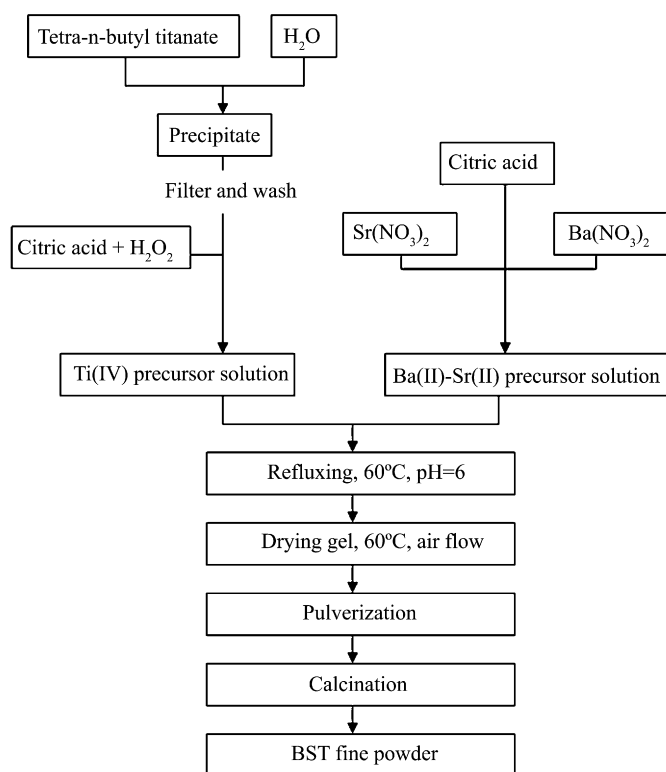 Tetra-n-butyl titanate
H₂O
Precipitate
Citric acid
Filter and wash
Sr(NO₃)₂
Ba(NO₃)₂
Citric acid + H₂O₂
Ti(IV) precursor solution
Ba(II)-Sr(II) precursor solution
Refluxing, 60ºC, pH=6
Drying gel, 60ºC, air flow
Pulverization
Calcination
BST fine powder